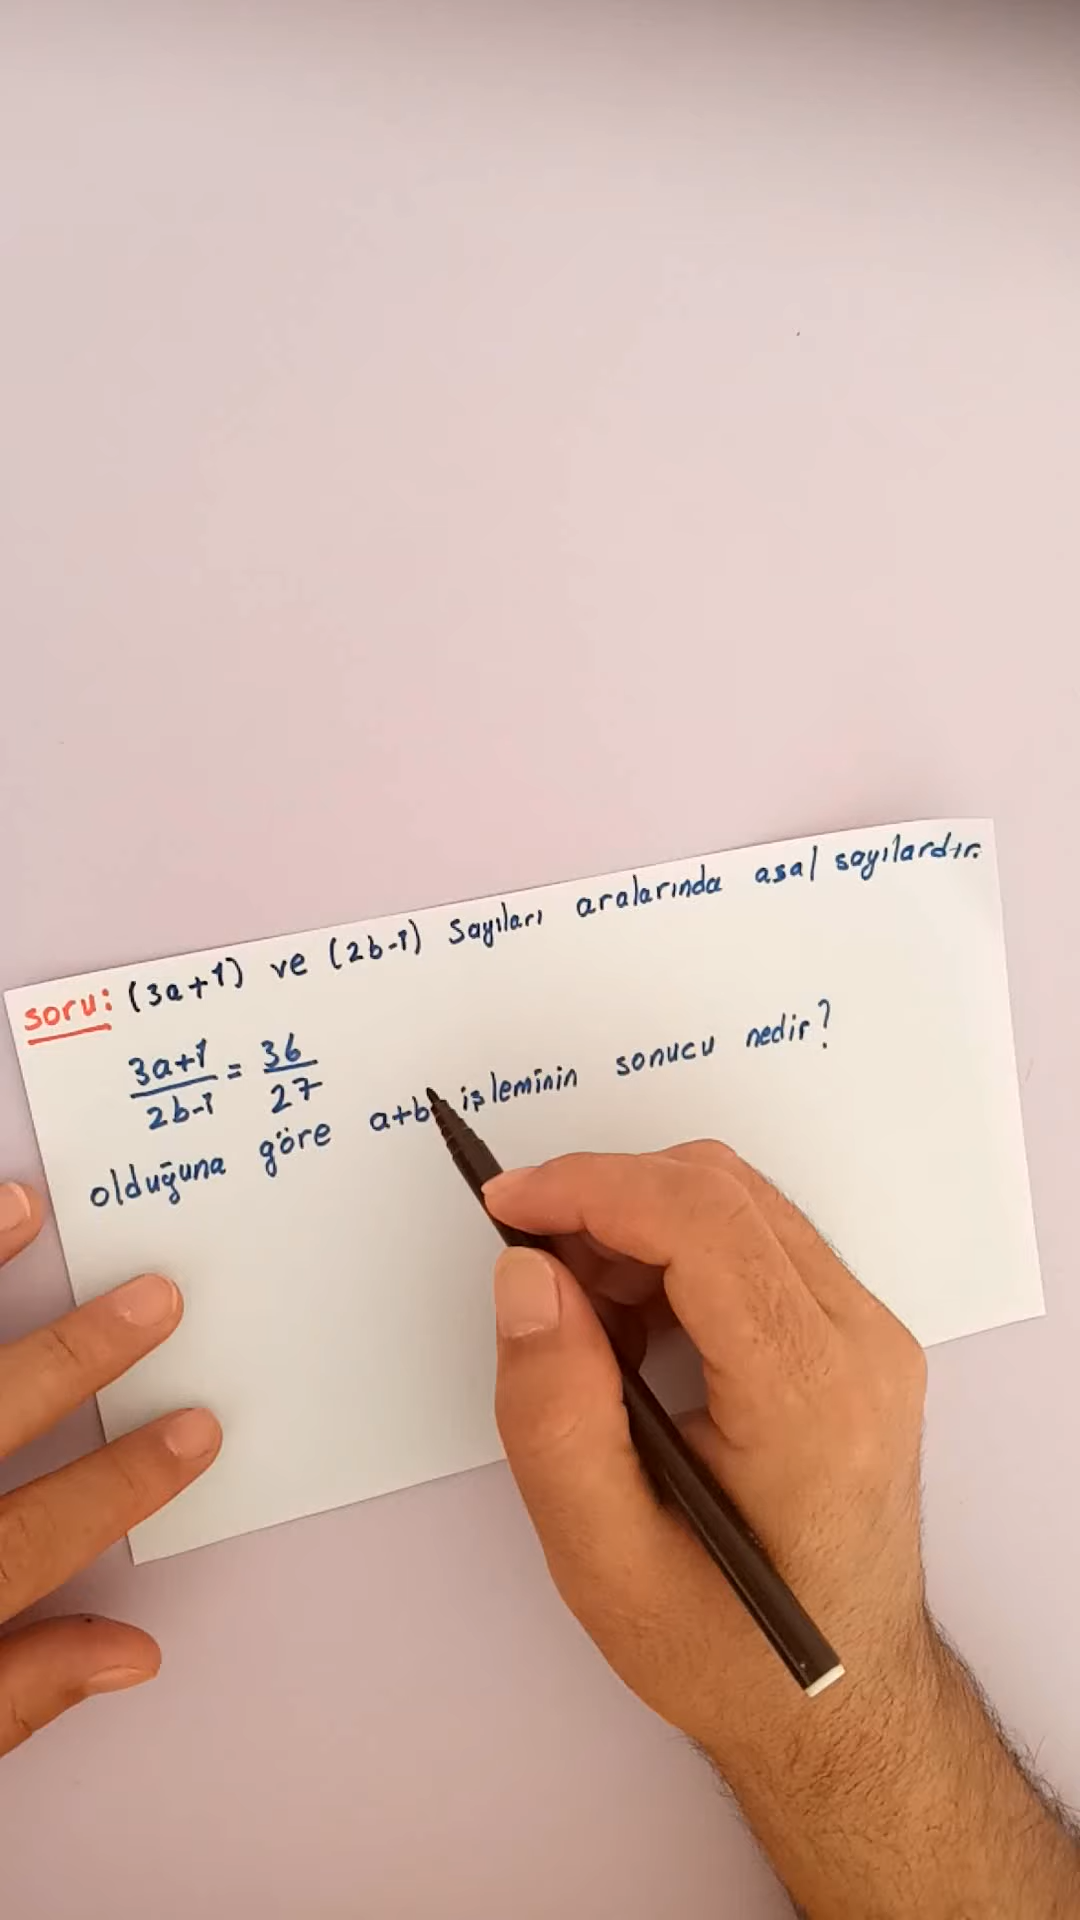 soru: (3a+1) ve (2b-1) sayıları aralarında asal sayılardır.
3a+1 = 36
2b-1 27
olduğuna göre a+b işleminin sonucu nedir?